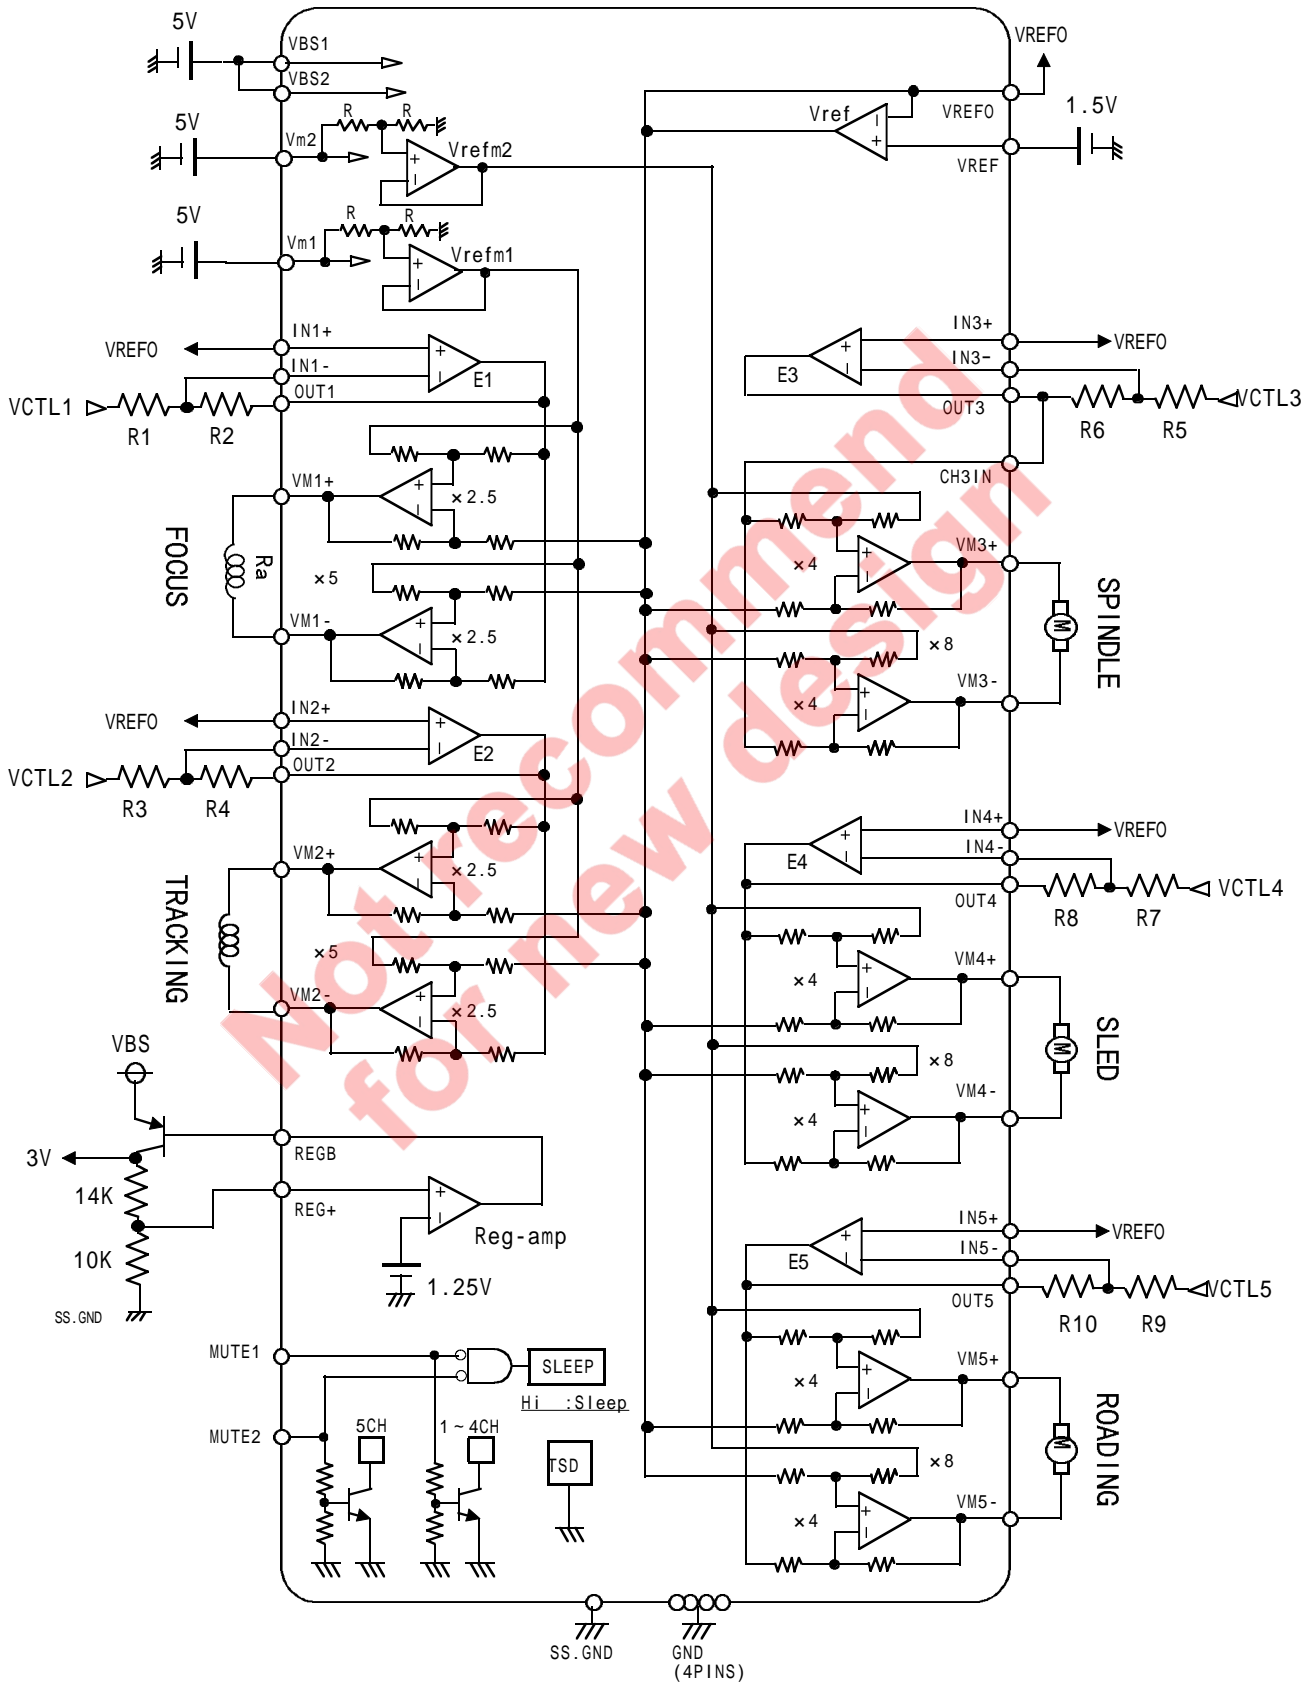 5V
VBS1
VBS2
5V
Vm2
R R
Vrefm2
5V
Vm1
R R
Vrefm1
VREFO
VREFO
1.5V
Vref
VREF
VREFO
IN1+
IN1-
OUT1
E1
VCTL1
R1 R2
VM1+
×2.5
FOCUS
Ra
×5
VM1-
×2.5
VREFO
IN2+
IN2-
OUT2
E2
VCTL2
R3 R4
VM2+
×2.5
TRACKING
×5
VM2-
×2.5
IN3+
VREFO
IN3-
E3
OUT3
VCTL3
R6 R5
CH3IN
VM3+
×4
SPINDLE
×8
VM3-
×4
IN4+
VREFO
IN4-
E4
OUT4
VCTL4
R8 R7
VM4+
×4
SLED
M
×8
VM4-
×4
IN5+
VREFO
IN5-
E5
OUT5
VCTL5
R10 R9
VM5+
×4
ROADING
M
×8
VM5-
×4
M
VBS
3V
REGB
14K
REG+
10K
Reg-amp
1.25V
SS.GND
MUTE1
SLEEP
Hi :Sleep
MUTE2
5CH
1~4CH
TSD
SS.GND
GND
(4PINS)
Not recommend
for new design